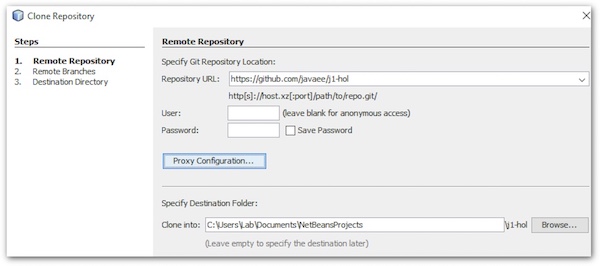 Clone Repository
Steps
1. Remote Repository
2. Remote Branches
3. Destination Directory
Remote Repository
Specify Git Repository Location:
Repository URL: https://github.com/javaee/j1-hol
http[s]://host.xz[:port]/path/to/repo.git/
User: (leave blank for anonymous access)
Password: Save Password
Proxy Configuration...
Specify Destination Folder:
Clone into: C:\Users\Lab\Documents\NetBeansProjects \j1-hol Browse...
(Leave empty to specify the destination later)